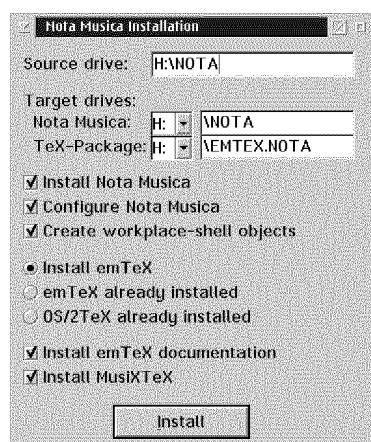 Nota Musica Installation
Source drive: H:\NOTA
Target drives:
Nota Musica: H: \NOTA
TeX-Package: H: \EMTEX.NOTA
Install Nota Musica
Configure Nota Musica
Create workplace-shell objects
Install emTeX
emTeX already installed
OS/2TeX already installed
Install emTeX documentation
Install MusiXTeX
Install